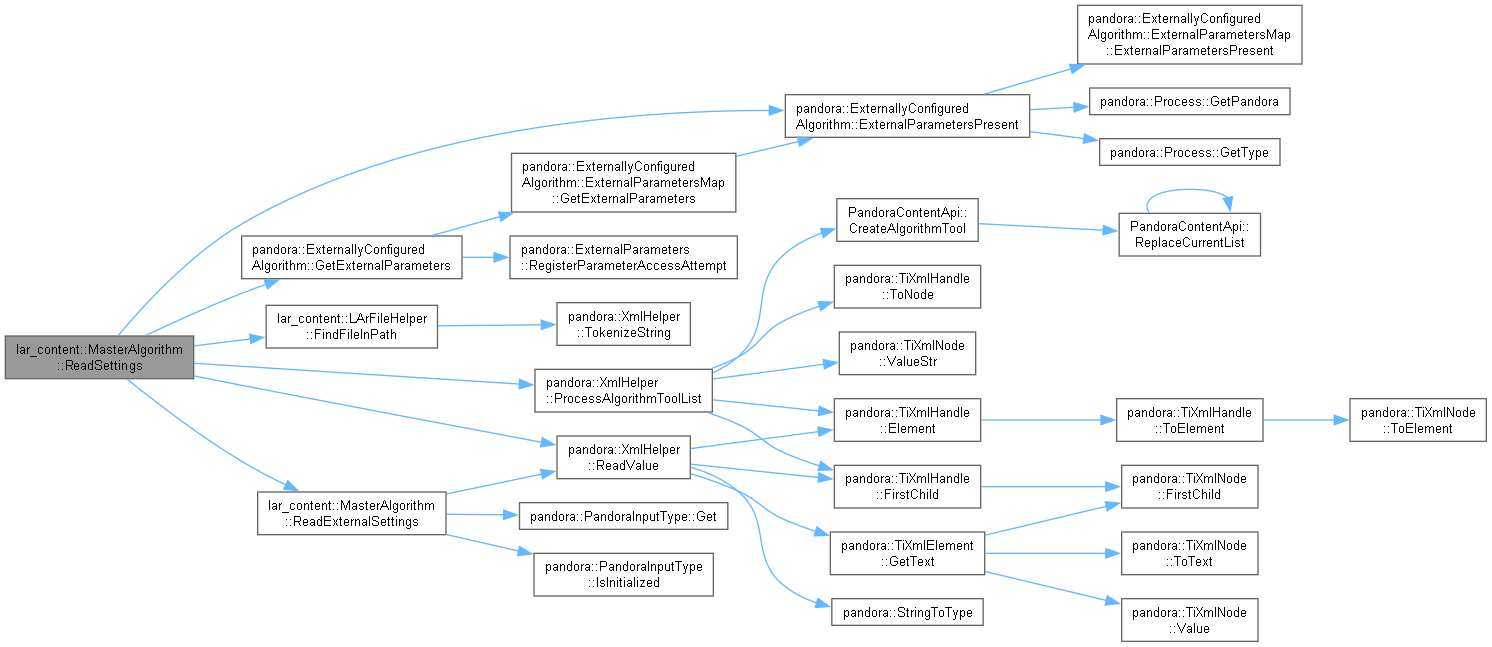 pandora::ExternallyConfigured
Algorithm::ExternalParametersMap
::ExternalParametersPresent
pandora::ExternallyConfigured
Algorithm::ExternalParametersPresent
pandora::Process::GetPandora
pandora::Process::GetType
pandora::ExternallyConfigured
Algorithm::ExternalParametersMap
::GetExternalParameters
PandoraContentApi::
CreateAlgorithmTool
PandoraContentApi::
ReplaceCurrentList
pandora::ExternallyConfigured
Algorithm::GetExternalParameters
pandora::ExternalParameters
::RegisterParameterAccessAttempt
pandora::TiXmlHandle
::ToNode
lar_content::LArFileHelper
::FindFileInPath
pandora::XmlHelper
::TokenizeString
lar_content::MasterAlgorithm
::ReadSettings
pandora::TiXmlNode
::ValueStr
pandora::XmlHelper
::ProcessAlgorithmToolList
pandora::TiXmlHandle
::Element
pandora::TiXmlHandle
::ToElement
pandora::TiXmlNode
::ToElement
pandora::XmlHelper
::ReadValue
pandora::TiXmlHandle
::FirstChild
pandora::TiXmlNode
::FirstChild
lar_content::MasterAlgorithm
::ReadExternalSettings
pandora::PandoraInputType::Get
pandora::TiXmlElement
::GetText
pandora::TiXmlNode
::ToText
pandora::PandoraInputType
::IsInitialized
pandora::StringToType
pandora::TiXmlNode
::Value